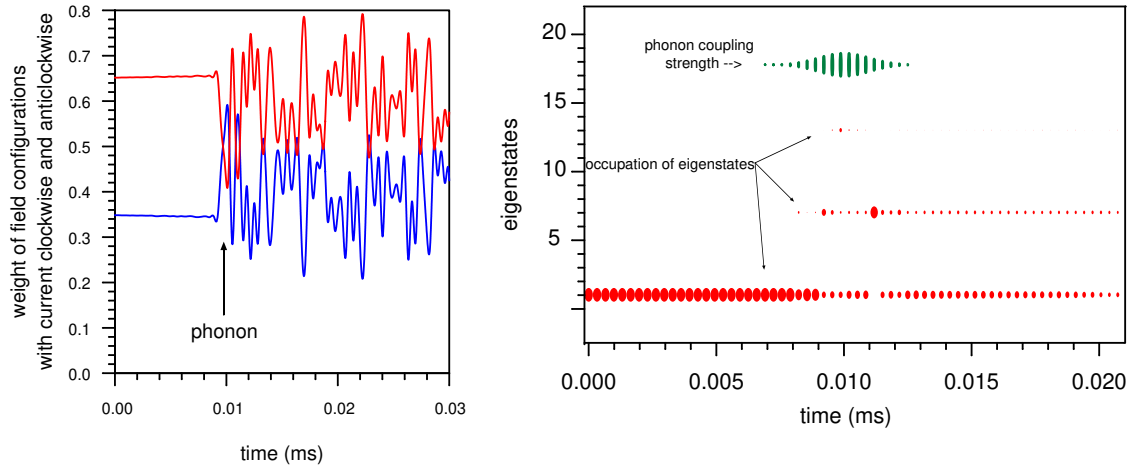 weight of field configurations
with current clockwise and anticlockwise
0.8
0.7
0.6
0.5
0.4
0.3
0.2
0.1
0.0
phonon
0.00
0.01
0.02
0.03
time (ms)
eigenstates
20
15
10
5
phonon coupling
strength -->
occupation of eigenstates
0.000
0.005
0.010
0.015
0.020
time (ms)